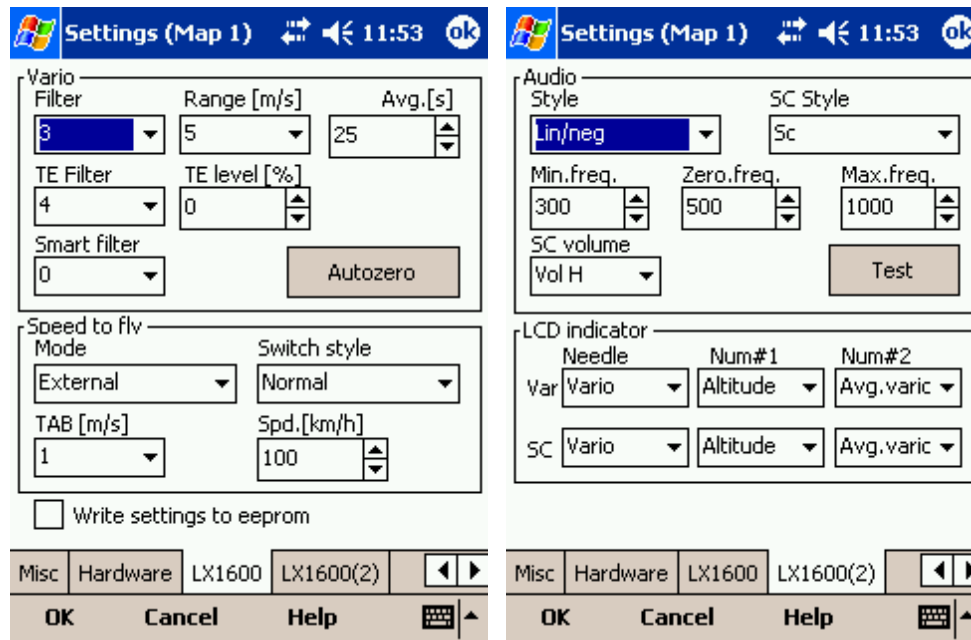 Settings (Map 1) 11:53 ok
Vario
Filter Range [m/s] Avg.[s]
3 5 25
TE Filter TE level [%]
4 0
Smart filter
0 Autozero
Speed to fly
Mode Switch style
External Normal
TAB [m/s] Spd.[km/h]
1 100
Write settings to eeprom
Misc Hardware LX1600 LX1600(2)
OK Cancel Help
Settings (Map 1) 11:53 ok
Audio
Style SC Style
Lin/neg Sc
Min.freq. Zero.freq. Max.freq.
300 500 1000
SC volume
Vol H Test
LCD indicator
Needle Num#1 Num#2
Var Vario Altitude Avg.varic
SC Vario Altitude Avg.varic
Misc Hardware LX1600 LX1600(2)
OK Cancel Help